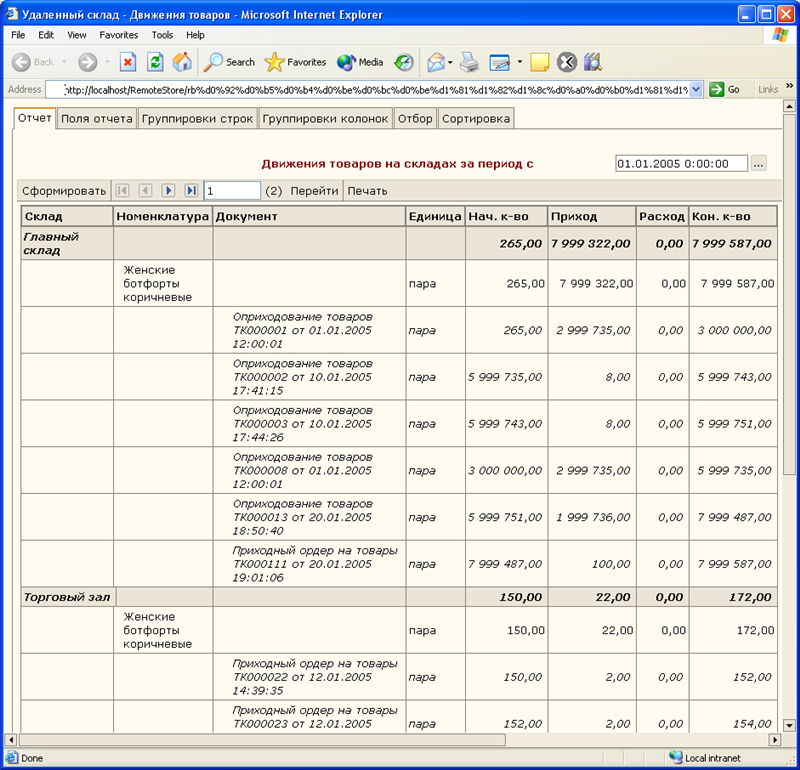 Удаленный склад - Движения товаров - Microsoft Internet Explorer
File Edit View Favorites Tools Help
Back Search Favorites Media
Address http://localhost/RemoteStore/rb%d0%92%d0%b5%d0%b4%d0%be%d0%bc%d0%be%d1%81%d1%82%d1%8c%d0%a0%d0%b0%d1%81%d1% Go Links »
Отчет Поля отчета Группировки строк Группировки колонок Отбор Сортировка
Движения товаров на складах за период с 01.01.2005 0:00:00 ...
Сформировать 1 (2) Перейти Печать
Склад Номенклатура Документ Единица Нач. к-во Приход Расход Кон. к-во
Главный 265,00 7 999 322,00 0,00 7 999 587,00
склад
Женские
ботфорты пара 265,00 7 999 322,00 0,00 7 999 587,00
коричневые
Оприходование товаров
ТК000001 от 01.01.2005 пара 265,00 2 999 735,00 0,00 3 000 000,00
12:00:01
Оприходование товаров
ТК000002 от 10.01.2005 пара 5 999 735,00 8,00 0,00 5 999 743,00
17:41:15
Оприходование товаров
ТК000003 от 10.01.2005 пара 5 999 743,00 8,00 0,00 5 999 751,00
17:44:26
Оприходование товаров
ТК000008 от 01.01.2005 пара 3 000 000,00 2 999 735,00 0,00 5 999 735,00
12:00:01
Оприходование товаров
ТК000013 от 20.01.2005 пара 5 999 751,00 1 999 736,00 0,00 7 999 487,00
18:50:40
Приходный ордер на товары
ТК000111 от 20.01.2005 пара 7 999 487,00 100,00 0,00 7 999 587,00
19:01:06
Торговый зал 150,00 22,00 0,00 172,00
Женские
ботфорты пара 150,00 22,00 0,00 172,00
коричневые
Приходный ордер на товары
ТК000022 от 12.01.2005 пара 150,00 2,00 0,00 152,00
14:39:35
Приходный ордер на товары
ТК000023 от 12.01.2005 пара 152,00 2,00 0,00 154,00
Done Local intranet